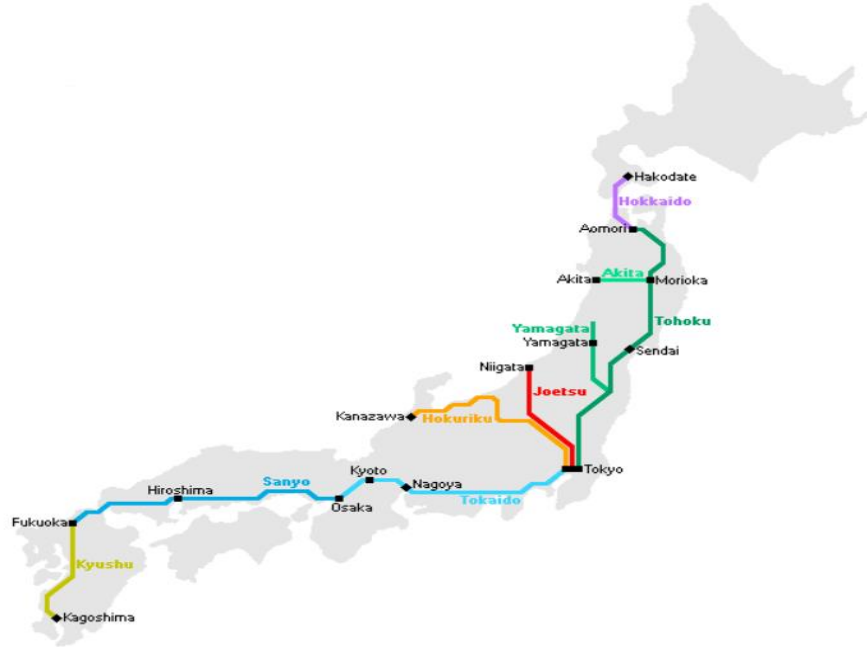 Hakodate
Hokkaido
Aomori
Akita
Akita
Morioka
Yamagata
Tohoku
Yamagata
Sendai
Niigata
Joetsu
Kanazawa
Hokuriku
Kyoto
Tokyo
Sanyo
Nagoya
Hiroshima
Tokaido
Osaka
Fukuoka
Kyushu
Kagoshima